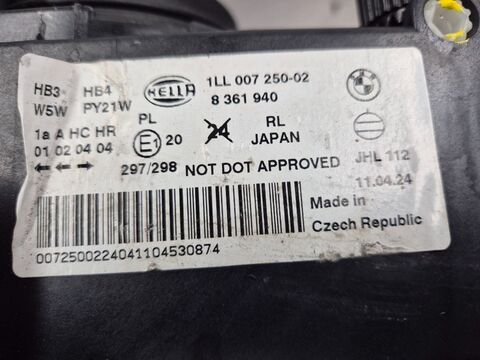 HB3 HB4 HELLA 1LL 007 250-02
W5W PY21W 8 361 940
PL RL
1a A HC HR E1 20 24 JAPAN
01 02 04 04
297/298 NOT DOT APPROVED JHL 112
11.04.24
Made in
Czech Republic
0072500224041104530874